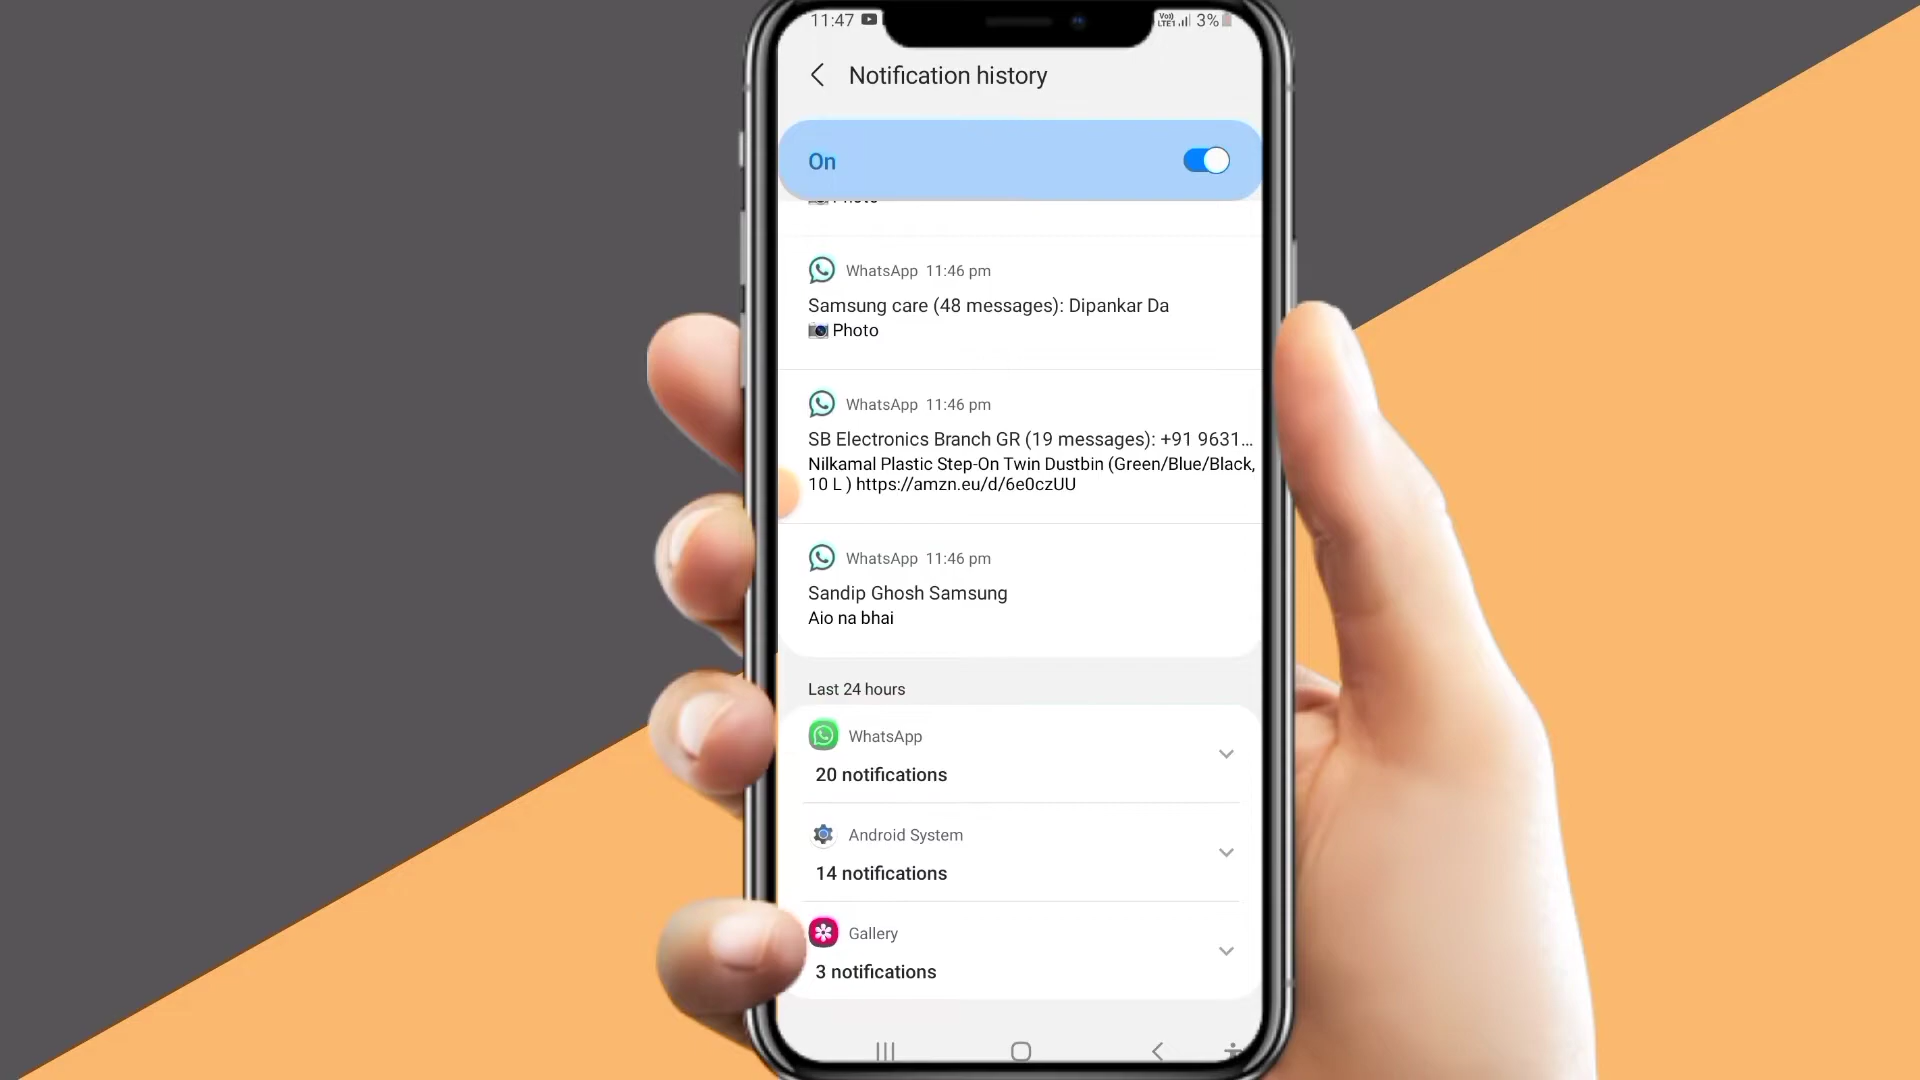 11:47 Vo) LTE1 3%
Notification history
On
Photo
WhatsApp 11:46 pm
Samsung care (48 messages): Dipankar Da
Photo
WhatsApp 11:46 pm
SB Electronics Branch GR (19 messages): +91 9631...
Nilkamal Plastic Step-On Twin Dustbin (Green/Blue/Black,
10 L ) https://amzn.eu/d/6e0czUU
WhatsApp 11:46 pm
Sandip Ghosh Samsung
Aio na bhai
Last 24 hours
WhatsApp
20 notifications
Android System
14 notifications
Gallery
3 notifications